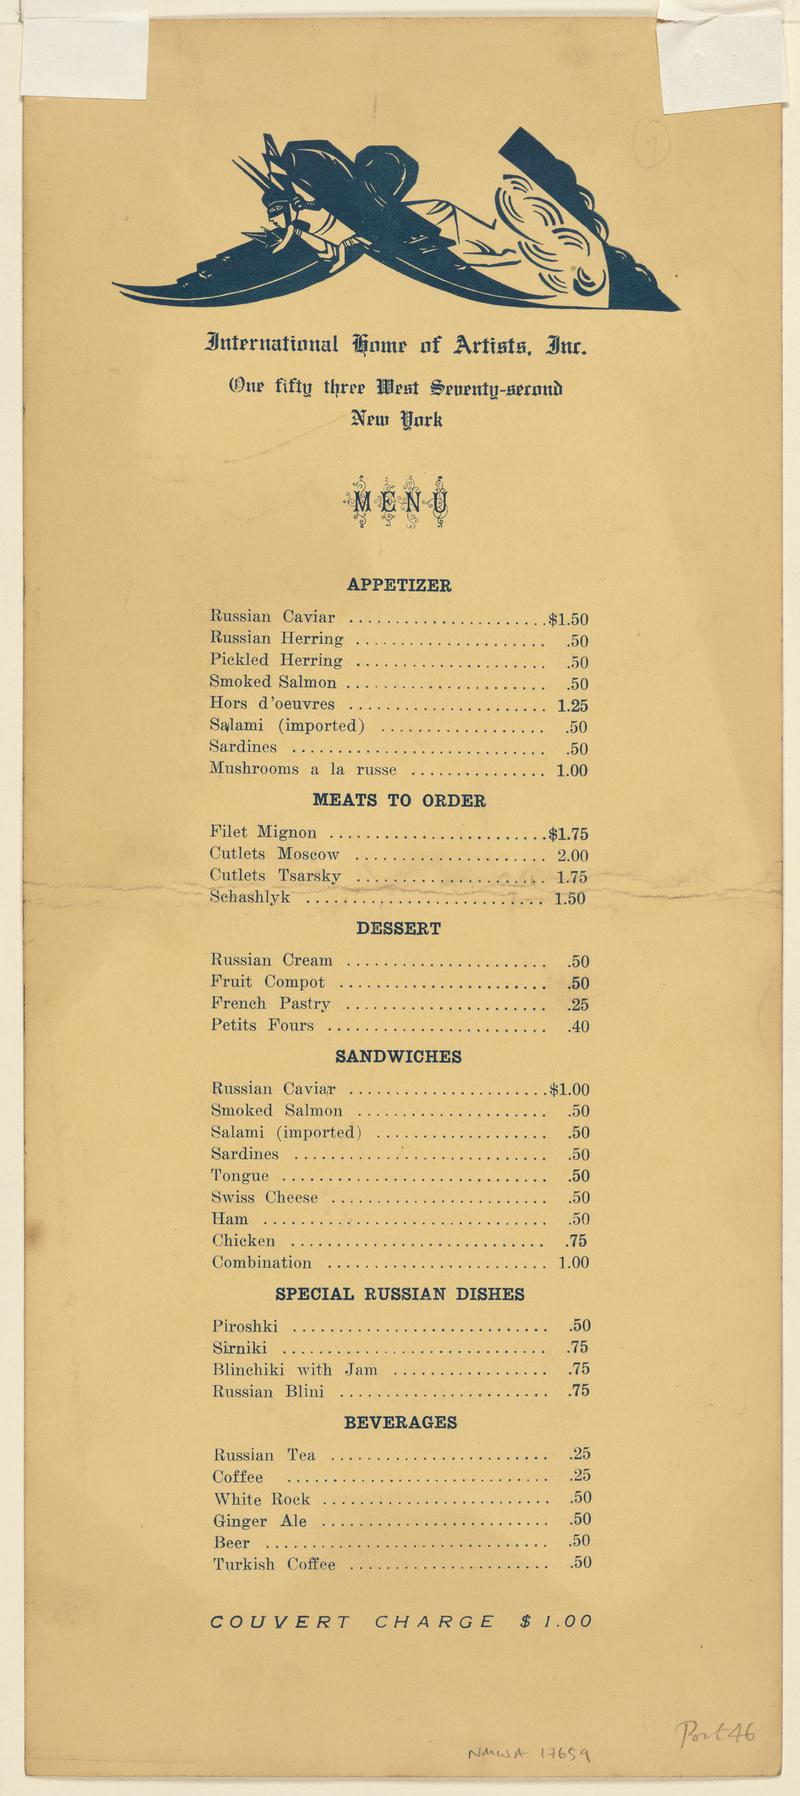 International Home of Artists, Inc.
One fifty three West Seventy-second
New York
MENU
APPETIZER
Russian Caviar ......................$1.50
Russian Herring ..................... .50
Pickled Herring ..................... .50
Smoked Salmon ...................... .50
Hors d'oeuvres ...................... 1.25
Salami (imported) .................. .50
Sardines ............................ .50
Mushrooms a la russe ............... 1.00
MEATS TO ORDER
Filet Mignon ........................$1.75
Cutlets Moscow ..................... 2.00
Cutlets Tsarsky ..................... 1.75
Schashlyk .......................... 1.50
DESSERT
Russian Cream ...................... .50
Fruit Compot ....................... .50
French Pastry ...................... .25
Petits Fours ........................ .40
SANDWICHES
Russian Caviar ......................$1.00
Smoked Salmon ..................... .50
Salami (imported) ................... .50
Sardines ............................ .50
Tongue .............................. .50
Swiss Cheese ........................ .50
Ham ............................... .50
Chicken ............................ .75
Combination ........................ 1.00
SPECIAL RUSSIAN DISHES
Piroshki ............................ .50
Sirniki ............................. .75
Blinchiki with Jam ................. .75
Russian Blini ....................... .75
BEVERAGES
Russian Tea ........................ .25
Coffee ............................. .25
White Rock ......................... .50
Ginger Ale ......................... .50
Beer ............................... .50
Turkish Coffee ...................... .50
COUVERT CHARGE $1.00
Port 46
NMWA 17659